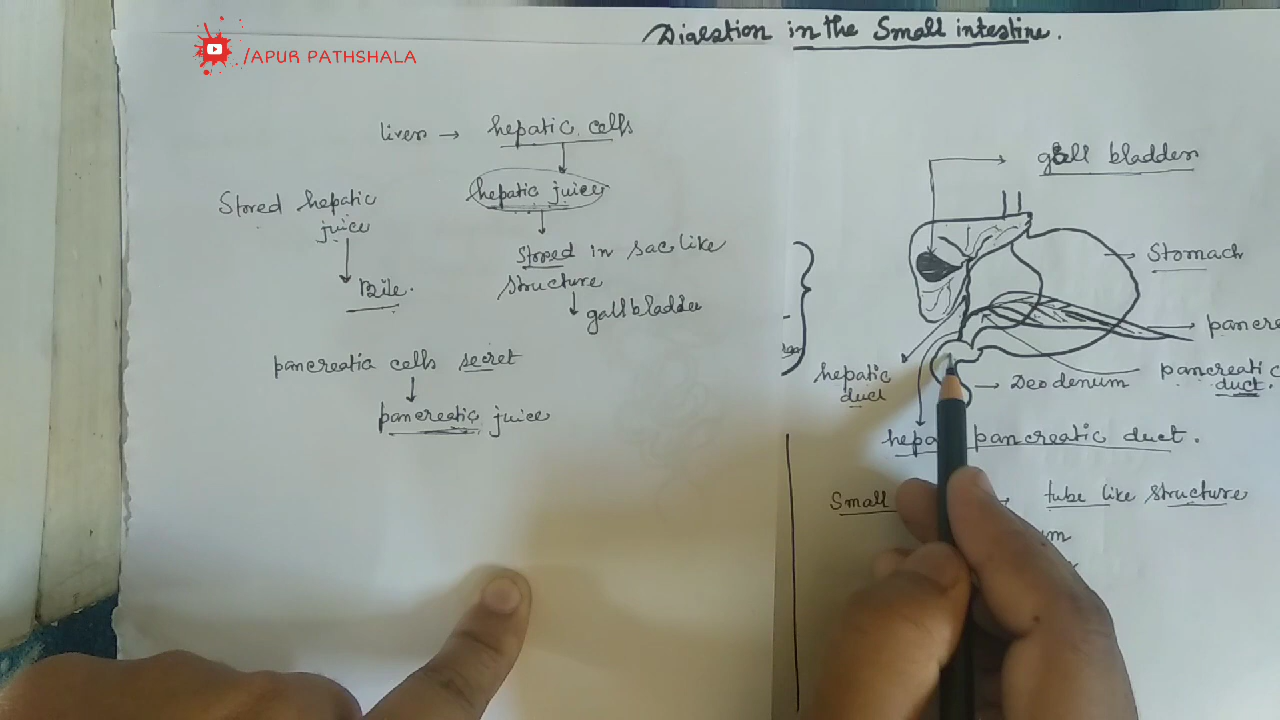 Digestion in the Small intestine.
/APUR PATHSHALA
liver → hepatic cells
hepatic juice
Stored hepatic
juice
Stored in sac like
structure
Bile.
gallbladder
pancreatia cells secret
pancreatic juice
gall bladder
Stomach
pancre
hepatic
duct
pancreatic
duct.
Deodenum
hepa pancreatic duct.
Small → tube like structure